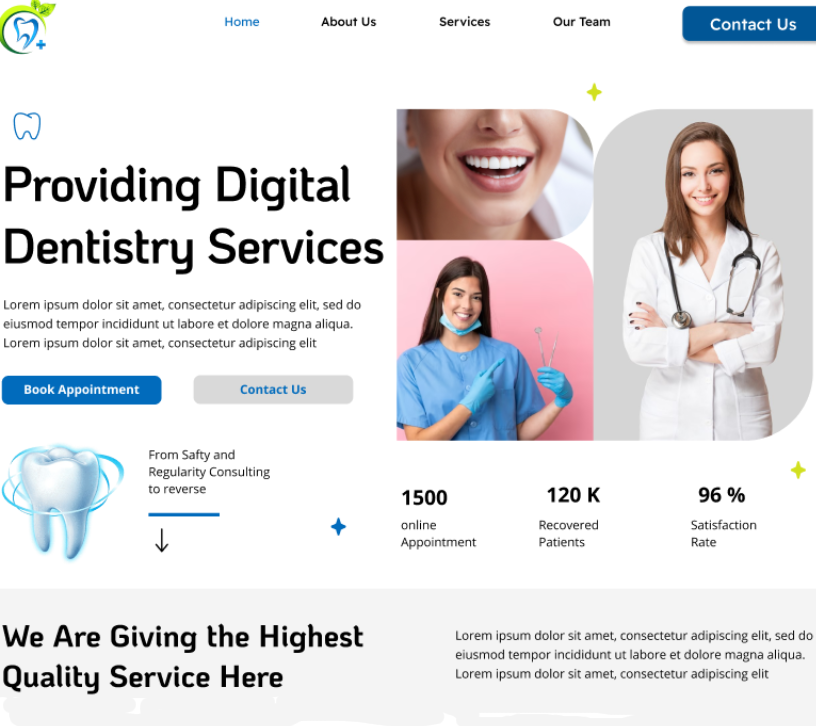 Home
About Us
Services
Our Team
Contact Us
Providing Digital
Dentistry Services
Lorem ipsum dolor sit amet, consectetur adipiscing elit, sed do
eiusmod tempor incididunt ut labore et dolore magna aliqua.
Lorem ipsum dolor sit amet, consectetur adipiscing elit
Book Appointment
Contact Us
From Safty and
Regularity Consulting
to reverse
1500
online
Appointment
120 K
Recovered
Patients
96 %
Satisfaction
Rate
We Are Giving the Highest
Quality Service Here
Lorem ipsum dolor sit amet, consectetur adipiscing elit, sed do
eiusmod tempor incididunt ut labore et dolore magna aliqua.
Lorem ipsum dolor sit amet, consectetur adipiscing elit